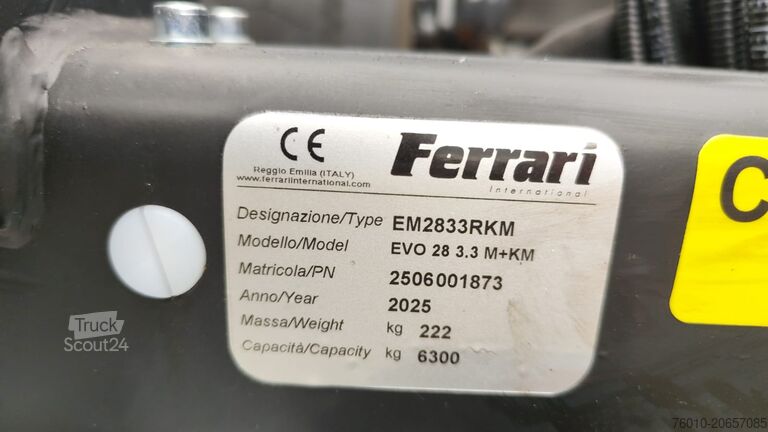 CE
Ferrari
International
Reggio Emilia (ITALY)
www.ferrariinternational.com
Designazione/Type EM2833RKM
Modello/Model EVO 28 3.3 M+KM
Matricola/PN 2506001873
Anno/Year 2025
Massa/Weight kg 222
Capacità/Capacity kg 6300
C
Truck
Scout24
76010-20657085